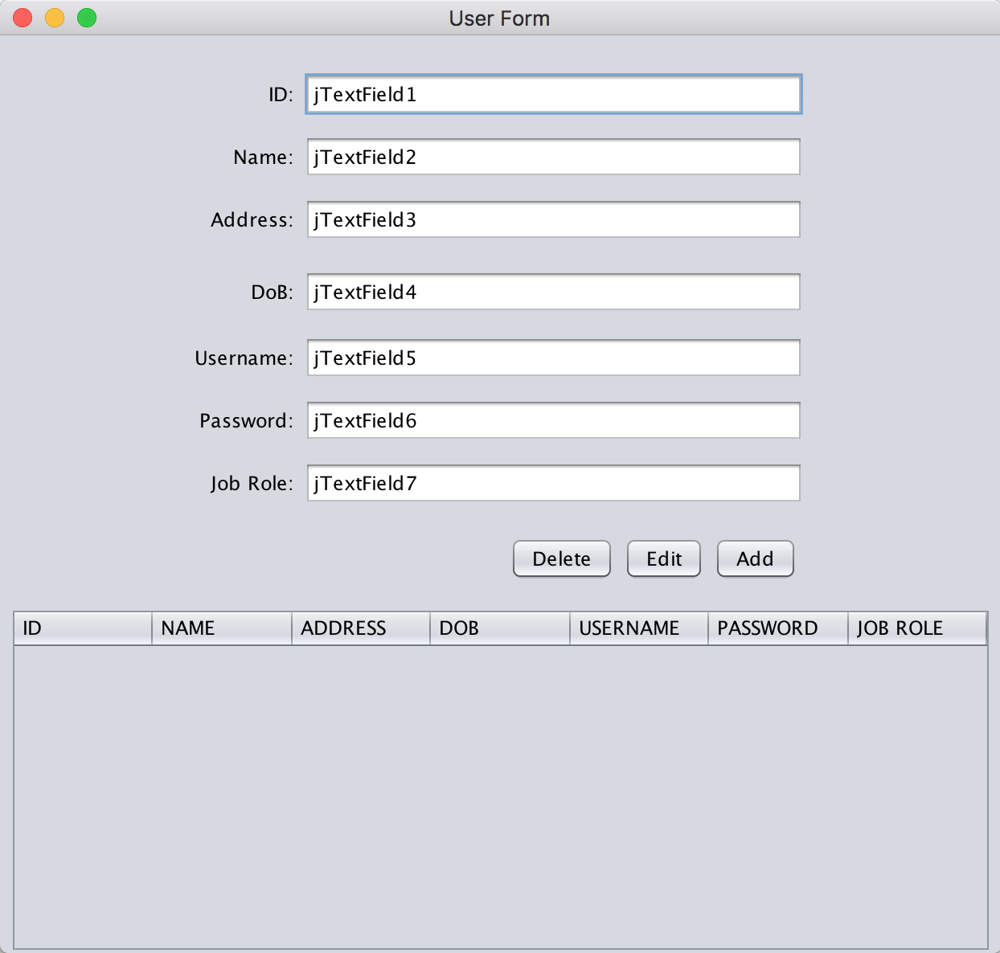 User Form
ID: jTextField1
Name: jTextField2
Address: jTextField3
DoB: jTextField4
Username: jTextField5
Password: jTextField6
Job Role: jTextField7
Delete Edit Add
ID NAME ADDRESS DOB USERNAME PASSWORD JOB ROLE